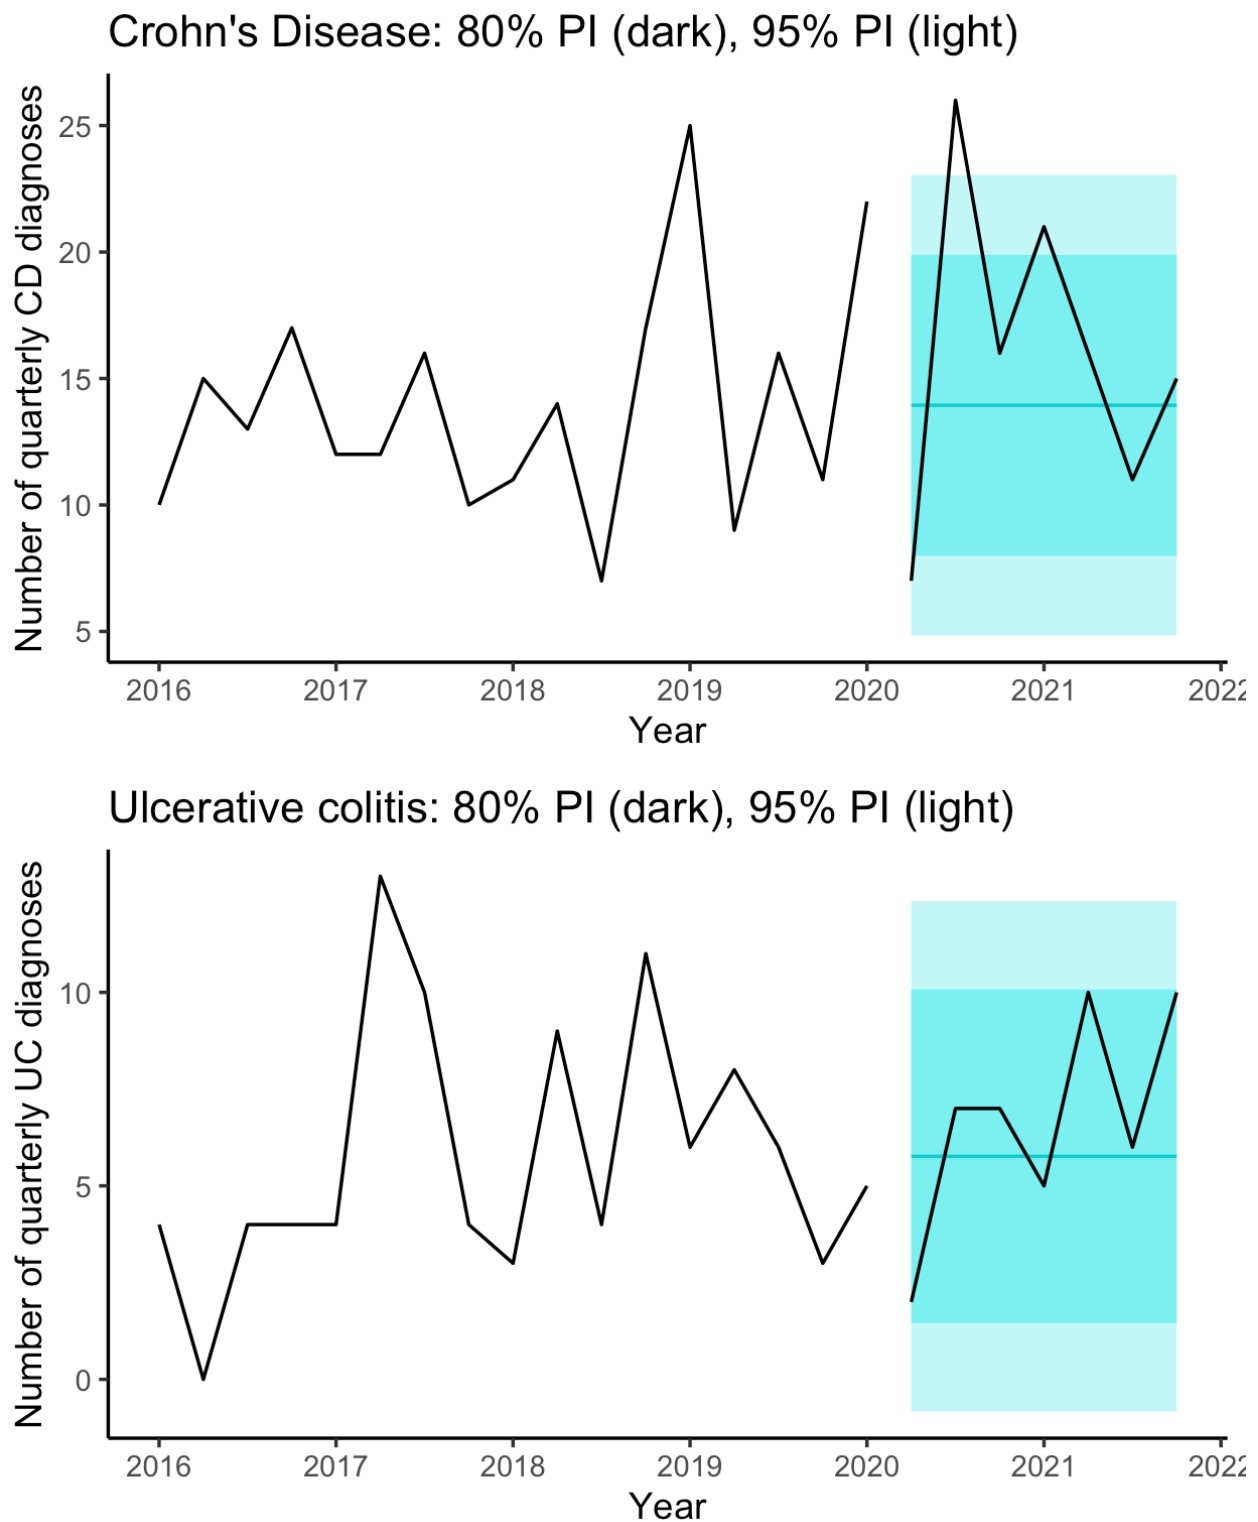 Crohn's Disease: 80% PI (dark), 95% PI (light)
Number of quarterly CD diagnoses
25
20
15
10
5
2016 2017 2018 2019 2020 2021 2022
Year
Ulcerative colitis: 80% PI (dark), 95% PI (light)
Number of quarterly UC diagnoses
10
5
0
2016 2017 2018 2019 2020 2021 2022
Year